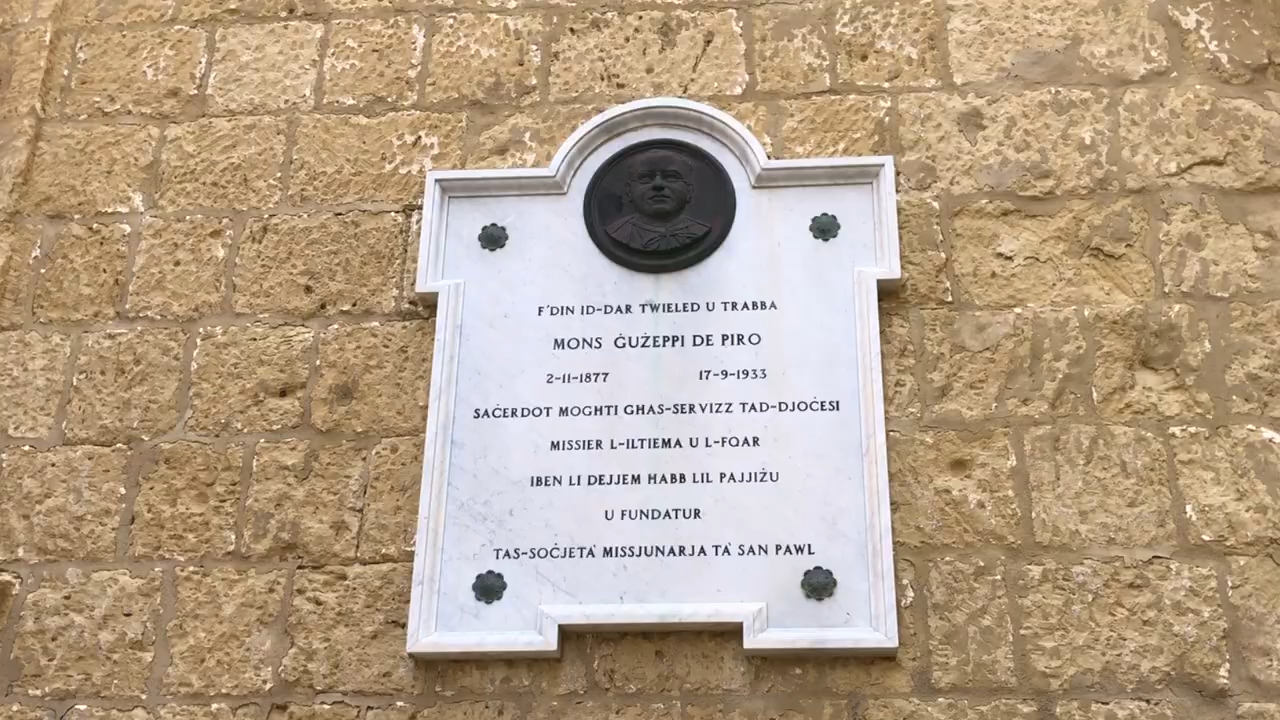 F'DIN ID-DAR TWIELED U TRABBA
MONS ĠUŻEPPI DE PIRO
2-11-1877 17-9-1933
SAĊERDOT MOGHTI GHAS-SERVIZZ TAD-DJOĊESI
MISSIER L-ILTIEMA U L-FQAR
IBEN LI DEJJEM HABB LIL PAJJIŻU
U FUNDATUR
TAS-SOĊJETA' MISSJUNARJA TA' SAN PAWL